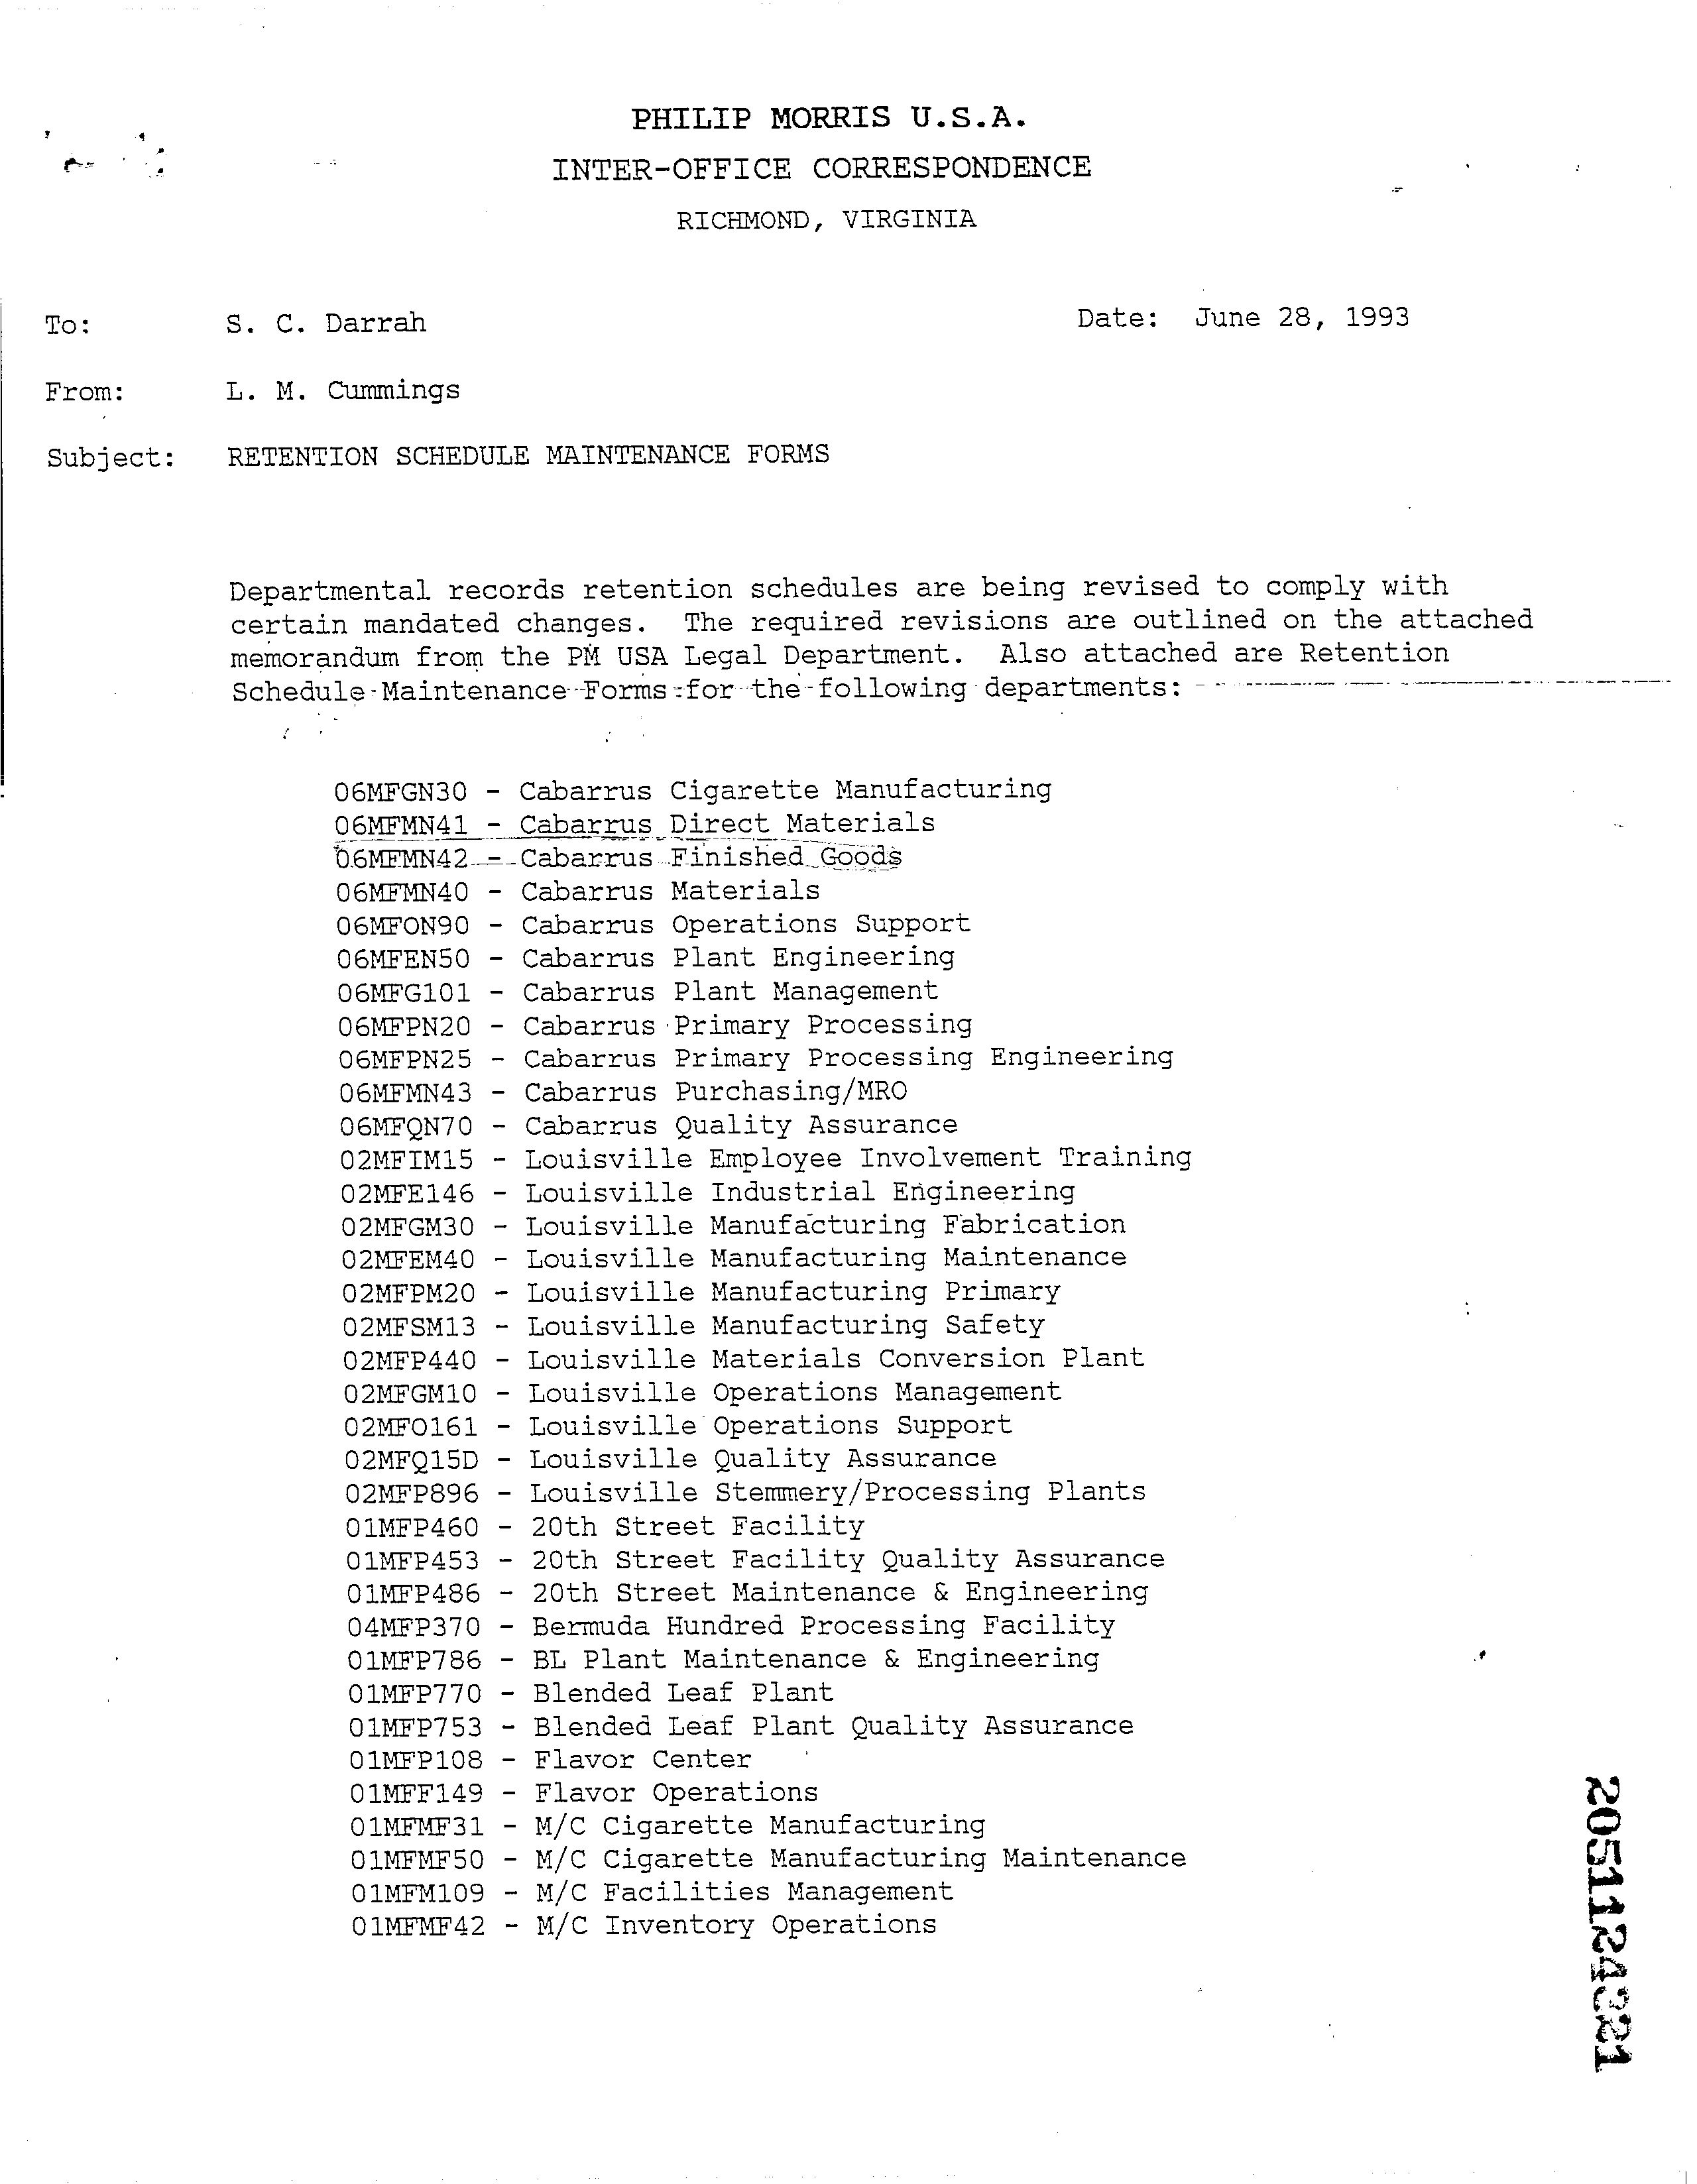 PHILIP MORRIS U.S.A.
INTER-OFFICE CORRESPONDENCE
RICHMOND, VIRGINIA
To: S. C. Darrah Date: June 28, 1993
From: L. M. Cummings
Subject: RETENTION SCHEDULE MAINTENANCE FORMS
Departmental records retention schedules are being revised to comply with
certain mandated changes. The required revisions are outlined on the attached
memorandum from the PM USA Legal Department. Also attached are Retention
Schedule Maintenance Forms for the following departments:
06MFGN30 - Cabarrus Cigarette Manufacturing
06MFMN41 - Cabarrus Direct Materials
06MFMN42 - Cabarrus Finished Goods
06MFMN40 - Cabarrus Materials
06MFON90 - Cabarrus Operations Support
06MFEN50 - Cabarrus Plant Engineering
06MFG101 - Cabarrus Plant Management
06MFPN20 - Cabarrus Primary Processing
06MFPN25 - Cabarrus Primary Processing Engineering
06MFMN43 - Cabarrus Purchasing/MRO
06MFQN70 - Cabarrus Quality Assurance
02MFIM15 - Louisville Employee Involvement Training
02MFE146 - Louisville Industrial Engineering
02MFGM30 - Louisville Manufacturing Fabrication
02MFEM40 - Louisville Manufacturing Maintenance
02MFPM20 - Louisville Manufacturing Primary
02MFSM13 - Louisville Manufacturing Safety
02MFP440 - Louisville Materials Conversion Plant
02MFGM10 - Louisville Operations Management
02MFO161 - Louisville Operations Support
02MFQ15D - Louisville Quality Assurance
02MFP896 - Louisville Stemmery/Processing Plants
01MFP460 - 20th Street Facility
01MFP453 - 20th Street Facility Quality Assurance
01MFP486 - 20th Street Maintenance & Engineering
04MFP370 - Bermuda Hundred Processing Facility
01MFP786 - BL Plant Maintenance & Engineering
01MFP770 - Blended Leaf Plant
01MFP753 - Blended Leaf Plant Quality Assurance
01MFP108 - Flavor Center
01MFF149 - Flavor Operations
01MFMF31 - M/C Cigarette Manufacturing
01MFMF50 - M/C Cigarette Manufacturing Maintenance
01MFM109 - M/C Facilities Management
01MFMF42 - M/C Inventory Operations
2051124321